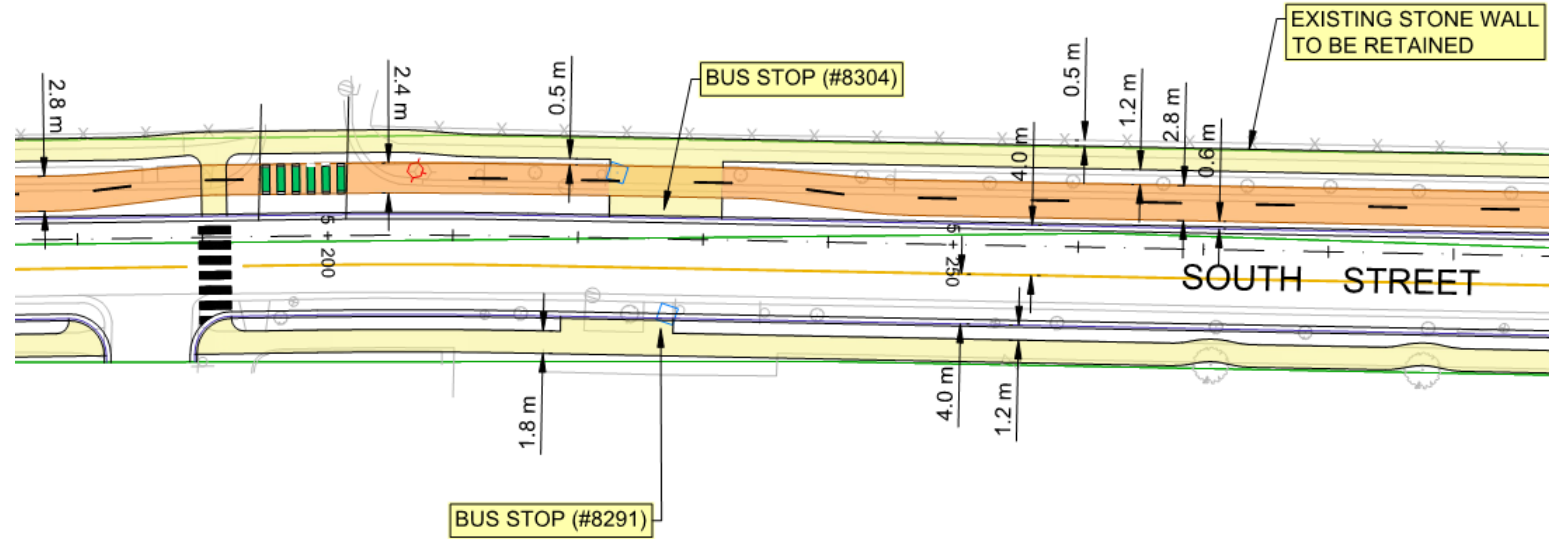 EXISTING STONE WALL
TO BE RETAINED
BUS STOP (#8304)
2.8 m
2.4 m
0.5 m
0.5 m
1.2 m
2.8 m
4.0 m
0.6 m
5 + 200
5 + 250
SOUTH STREET
1.8 m
4.0 m
1.2 m
BUS STOP (#8291)